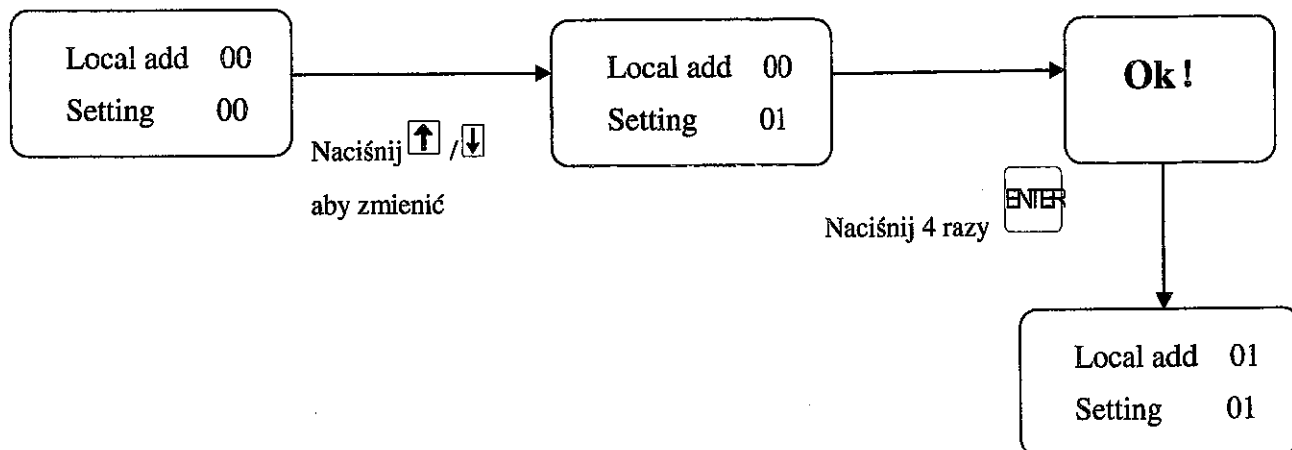 Local add 00
Setting 00
Naciśnij ↑ / ↓
aby zmienić
Local add 00
Setting 01
Naciśnij 4 razy ENTER
Ok !
Local add 01
Setting 01